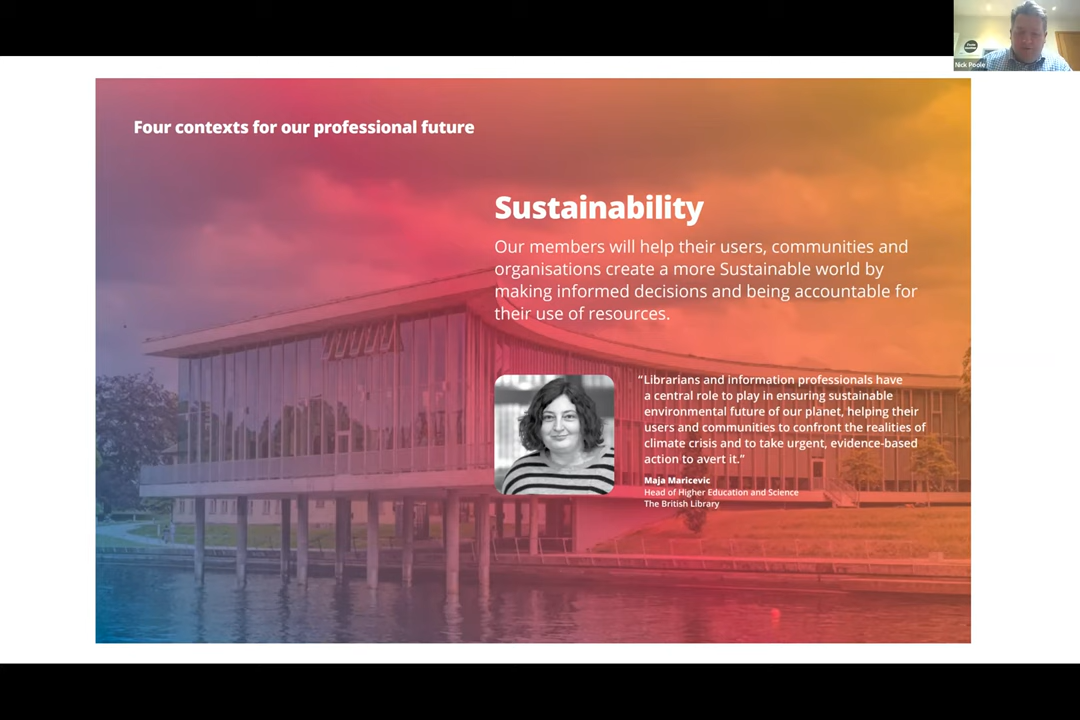 Nick Poole
Four contexts for our professional future
Sustainability
Our members will help their users, communities and
organisations create a more Sustainable world by
making informed decisions and being accountable for
their use of resources.
“Librarians and information professionals have
a central role to play in ensuring sustainable
environmental future of our planet, helping their
users and communities to confront the realities of
climate crisis and to take urgent, evidence-based
action to avert it.”
Maja Maricevic
Head of Higher Education and Science
The British Library